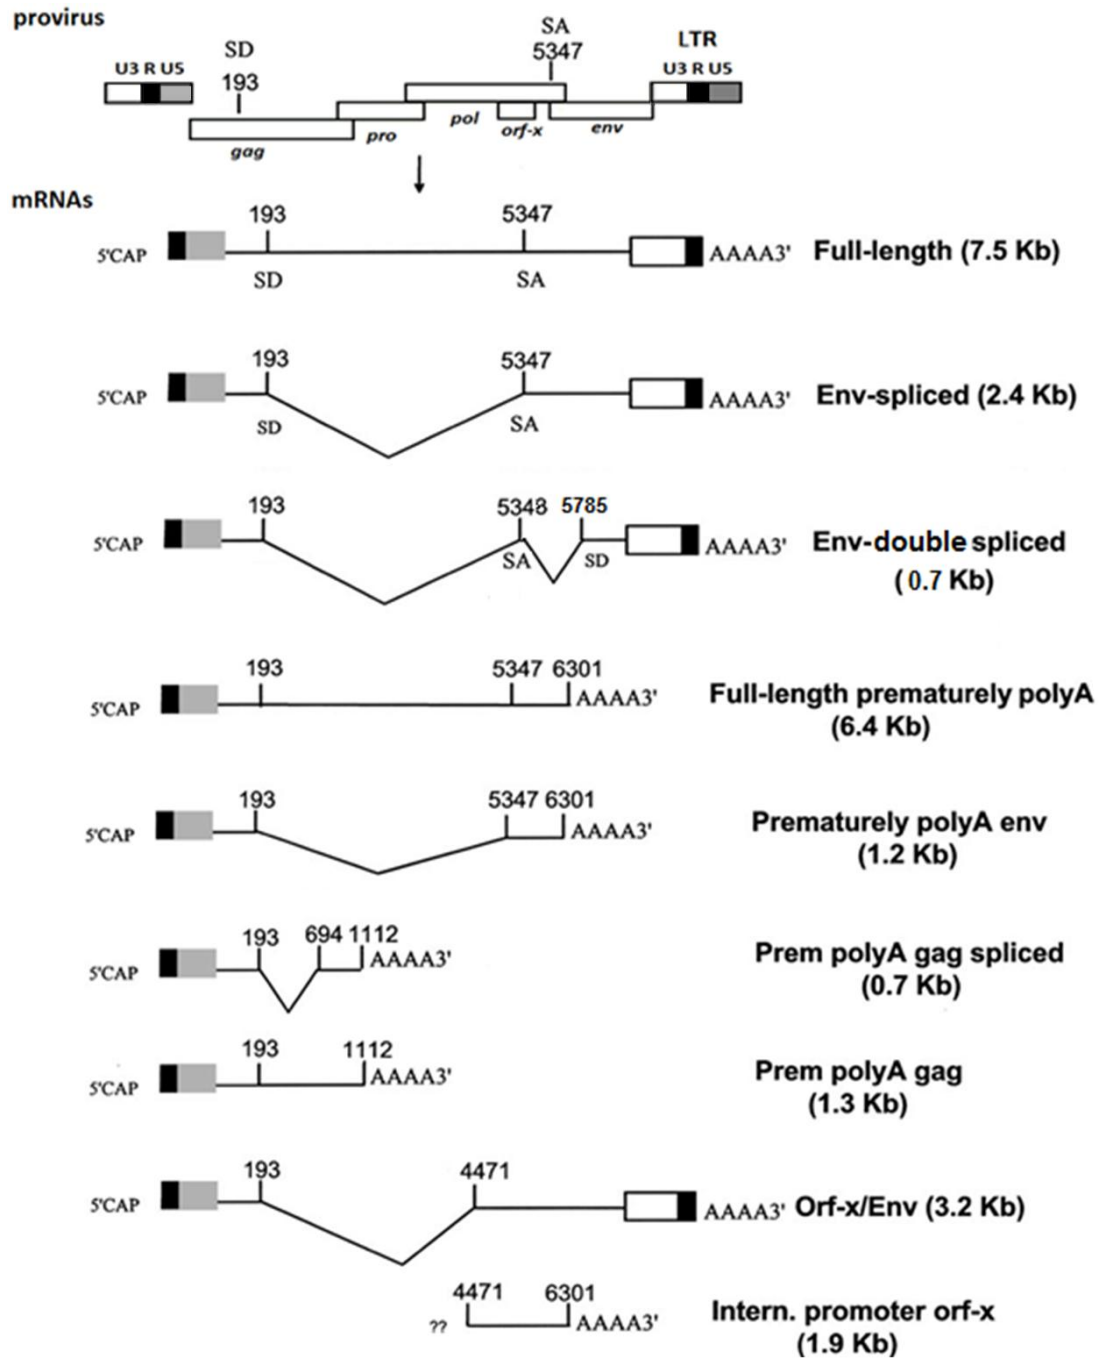 provirus
SD
193
SA
5347
LTR
U3 R U5
U3 R U5
gag
pro
pol
orf-x
env
mRNAs
193
5347
5'CAP
AAAA3'
Full-length (7.5 Kb)
SD
SA
193
5347
5'CAP
AAAA3'
Env-spliced (2.4 Kb)
SD
SA
193
5348
5785
5'CAP
AAAA3'
Env-double spliced
(0.7 Kb)
SA
SD
193
5347
6301
5'CAP
AAAA3'
Full-length prematurely polyA
(6.4 Kb)
193
5347
6301
5'CAP
AAAA3'
Prematurely polyA env
(1.2 Kb)
193
694
1112
5'CAP
AAAA3'
Prem polyA gag spliced
(0.7 Kb)
193
1112
5'CAP
AAAA3'
Prem polyA gag
(1.3 Kb)
193
4471
5'CAP
AAAA3'
Orf-x/Env (3.2 Kb)
4471
6301
??
AAAA3'
Intern. promoter orf-x
(1.9 Kb)